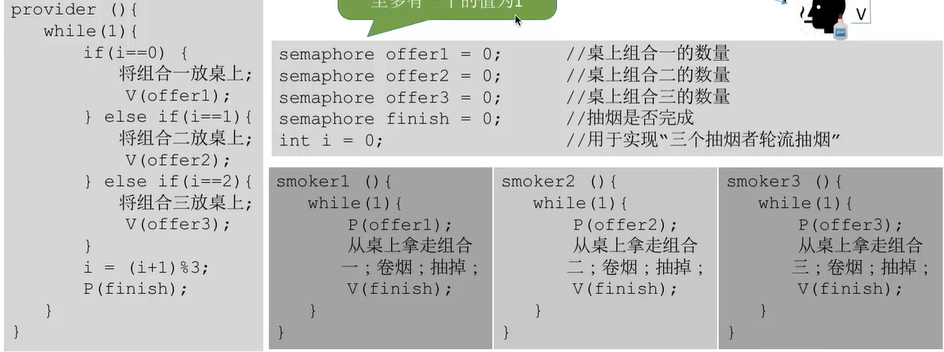 provider (){
while(1){
if(i==0) {
将组合一放桌上;
V(offer1);
} else if(i==1){
将组合二放桌上;
V(offer2);
} else if(i==2){
将组合三放桌上;
V(offer3);
}
i = (i+1)%3;
P(finish);
}
}
至多有一个的值为1
V
semaphore offer1 = 0; //桌上组合一的数量
semaphore offer2 = 0; //桌上组合二的数量
semaphore offer3 = 0; //桌上组合三的数量
semaphore finish = 0; //抽烟是否完成
int i = 0; //用于实现“三个抽烟者轮流抽烟”
smoker1 (){
while(1){
P(offer1);
从桌上拿走组合
一；卷烟；抽掉；
V(finish);
}
}
smoker2 (){
while(1){
P(offer2);
从桌上拿走组合
二；卷烟；抽掉；
V(finish);
}
}
smoker3 (){
while(1){
P(offer3);
从桌上拿走组合
三；卷烟；抽掉；
V(finish);
}
}